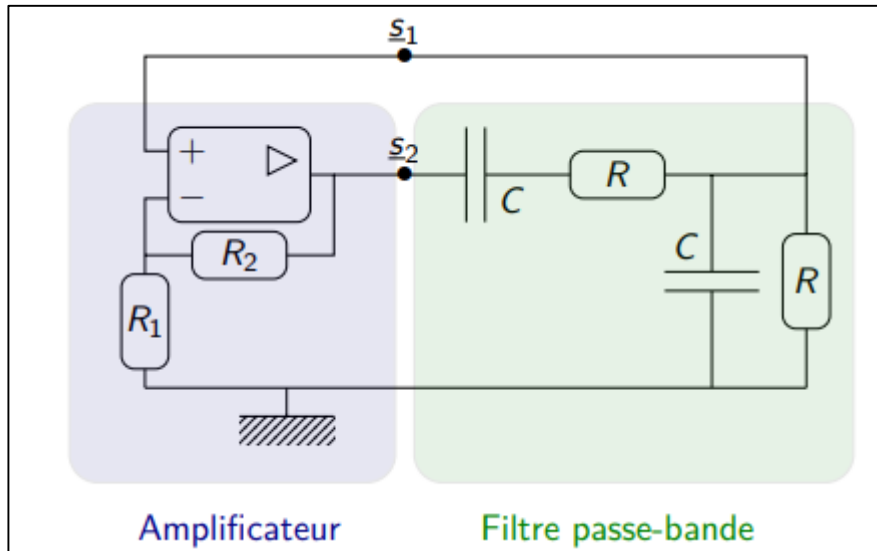 s₁
+
s₂
−
C
R
R₂
C
R₁
R
Amplificateur
Filtre passe-bande